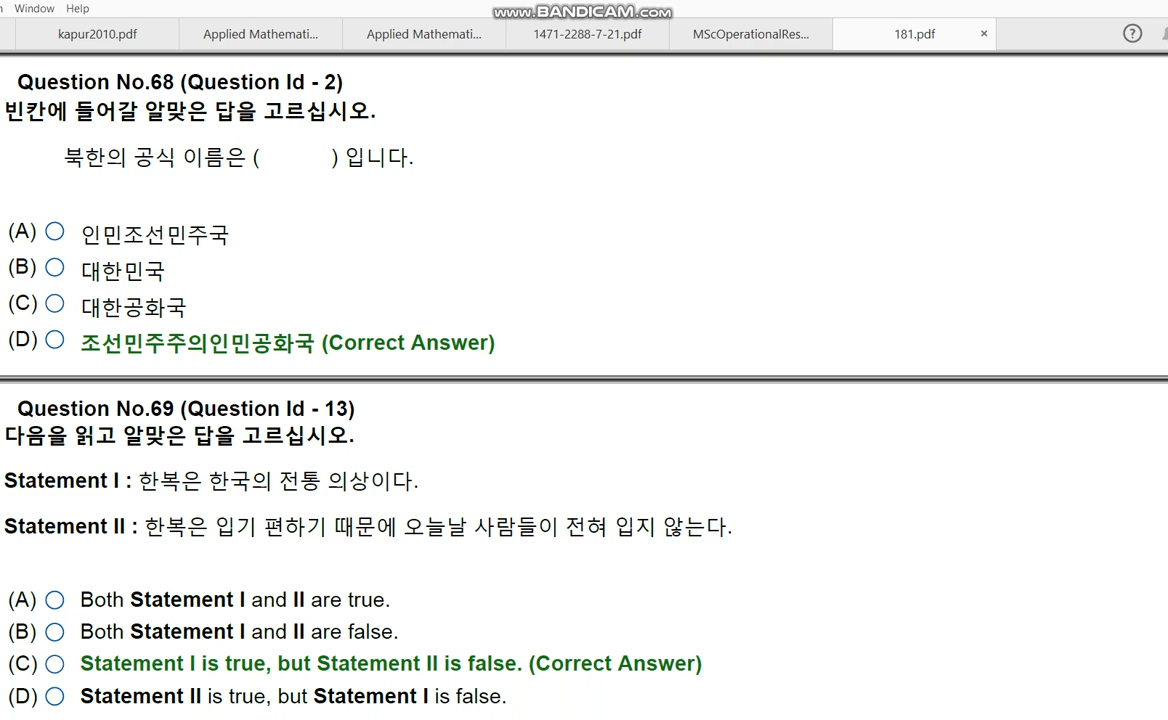 Window Help
www.BANDICAM.com
kapur2010.pdf Applied Mathemati... Applied Mathemati... 1471-2288-7-21.pdf MScOperationalRes... 181.pdf ×
Question No.68 (Question Id - 2)
빈칸에 들어갈 알맞은 답을 고르십시오.
북한의 공식 이름은 ( ) 입니다.
(A) 인민조선민주국
(B) 대한민국
(C) 대한공화국
(D) 조선민주주의인민공화국 (Correct Answer)
Question No.69 (Question Id - 13)
다음을 읽고 알맞은 답을 고르십시오.
Statement I : 한복은 한국의 전통 의상이다.
Statement II : 한복은 입기 편하기 때문에 오늘날 사람들이 전혀 입지 않는다.
(A) Both Statement I and II are true.
(B) Both Statement I and II are false.
(C) Statement I is true, but Statement II is false. (Correct Answer)
(D) Statement II is true, but Statement I is false.